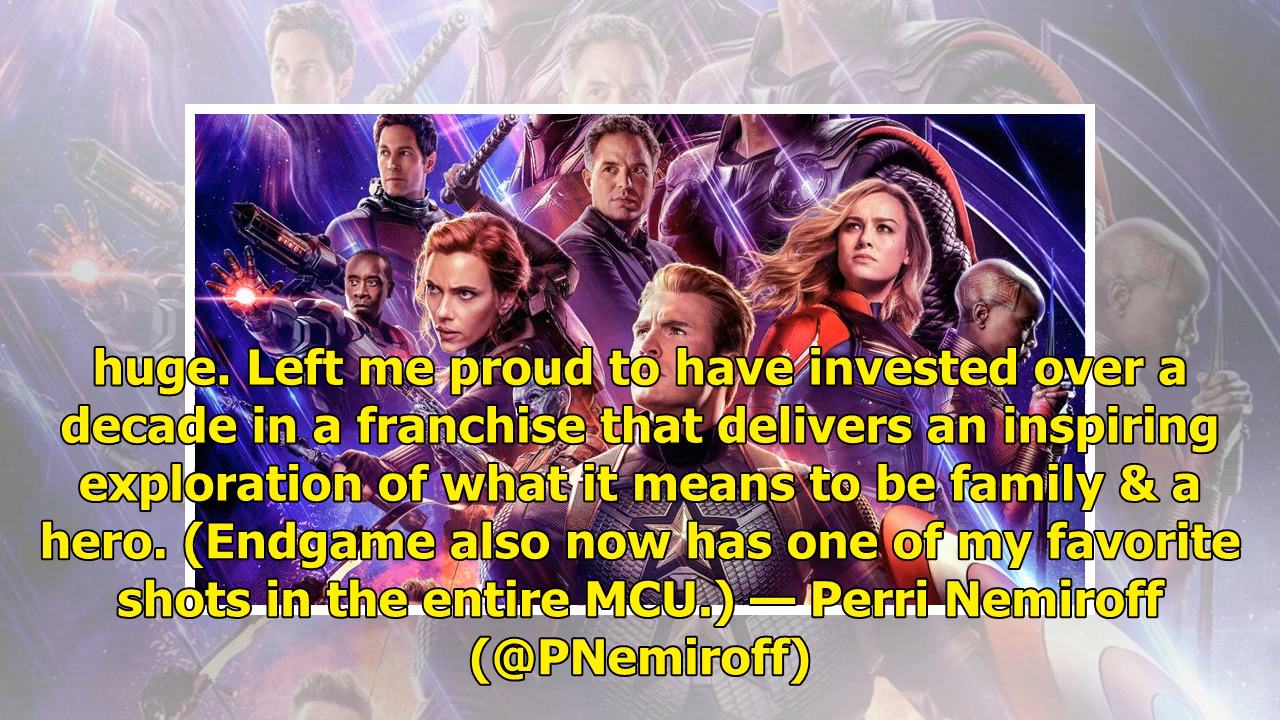 huge. Left me proud to have invested over a
decade in a franchise that delivers an inspiring
exploration of what it means to be family & a
hero. (Endgame also now has one of my favorite
shots in the entire MCU.) — Perri Nemiroff
(@PNemiroff)